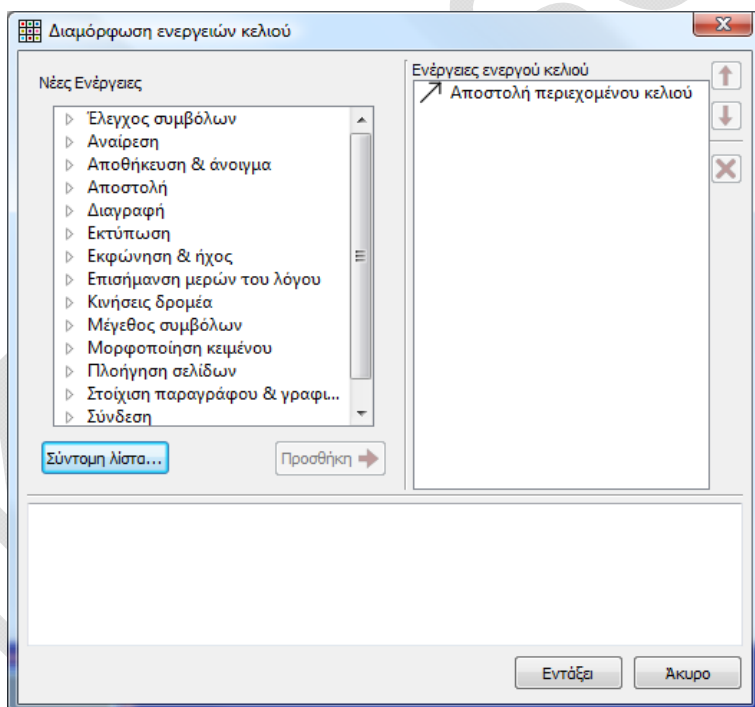 Διαμόρφωση ενεργειών κελιού
Νέες Ενέργειες
Έλεγχος συμβόλων
Αναίρεση
Αποθήκευση & άνοιγμα
Αποστολή
Διαγραφή
Εκτύπωση
Εκφώνηση & ήχος
Επισήμανση μερών του λόγου
Κινήσεις δρομέα
Μέγεθος συμβόλων
Μορφοποίηση κειμένου
Πλοήγηση σελίδων
Στοίχιση παραγράφου & γραφι...
Σύνδεση
Σύντομη λίστα...
Προσθήκη
Ενέργειες ενεργού κελιού
Αποστολή περιεχομένου κελιού
Εντάξει
Άκυρο